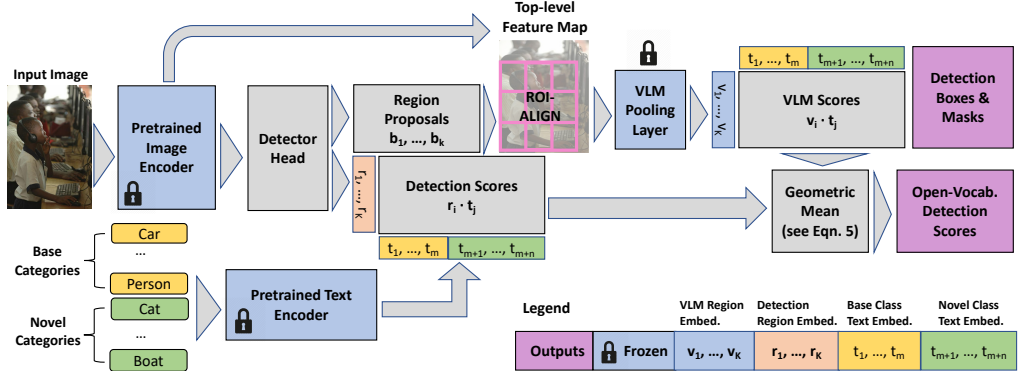 Top-level
Feature Map
Input Image
Pretrained
Image
Encoder
Detector
Head
Region
Proposals
b1, …, bk
ROI-
ALIGN
VLM
Pooling
Layer
v1, …, vK
t1, …, tm
tm+1, …, tm+n
VLM Scores
vi · tj
Detection
Boxes &
Masks
r1, …, rK
Detection Scores
ri · tj
t1, …, tm
tm+1, …, tm+n
Geometric
Mean
(see Eqn. 5)
Open-Vocab.
Detection
Scores
Base
Categories
Car
...
Person
Novel
Categories
Cat
...
Boat
Pretrained Text
Encoder
Legend
VLM Region
Embed.
Detection
Region Embed.
Base Class
Text Embed.
Novel Class
Text Embed.
Outputs
Frozen
v1, …, vK
r1, …, rK
t1, …, tm
tm+1, …, tm+n